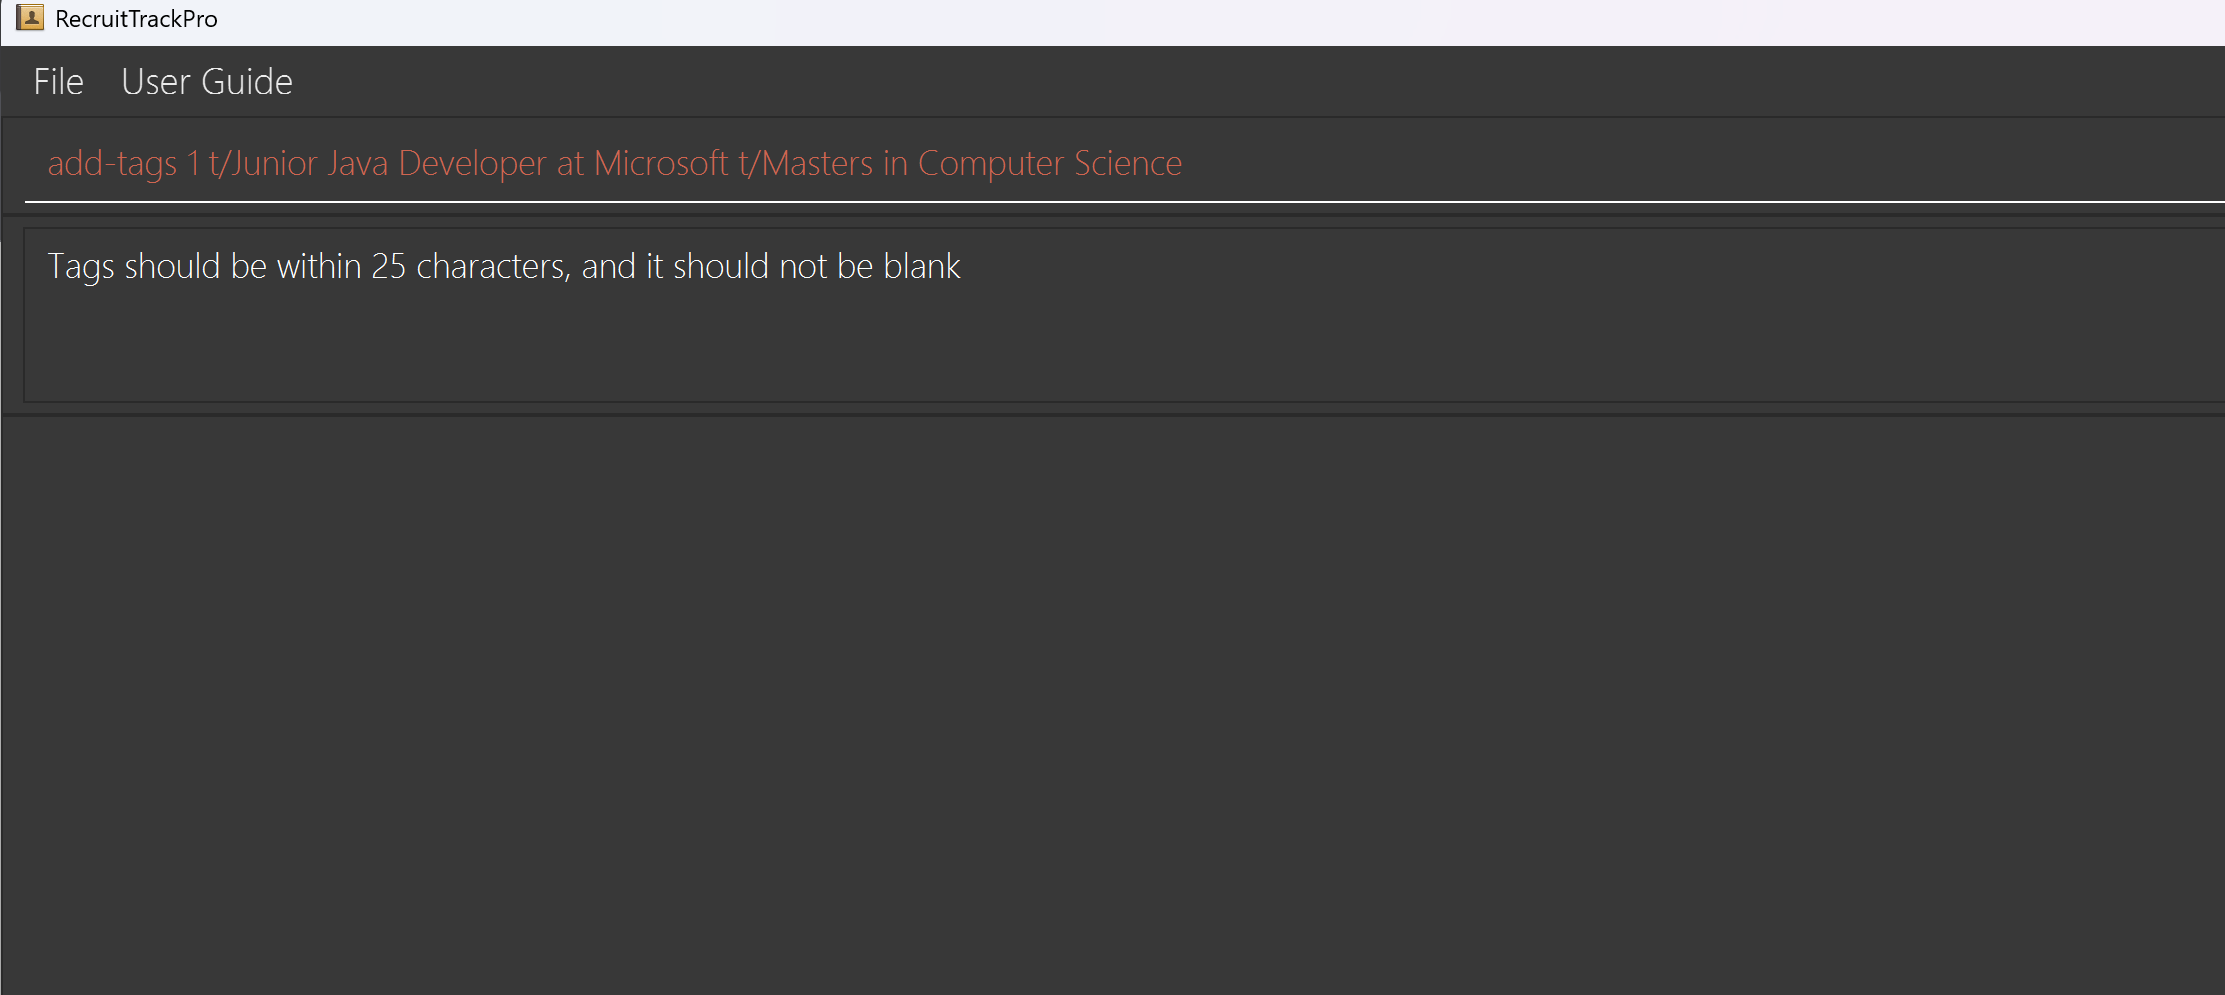 RecruitTrackPro
File User Guide
add-tags 1 t/Junior Java Developer at Microsoft t/Masters in Computer Science
Tags should be within 25 characters, and it should not be blank